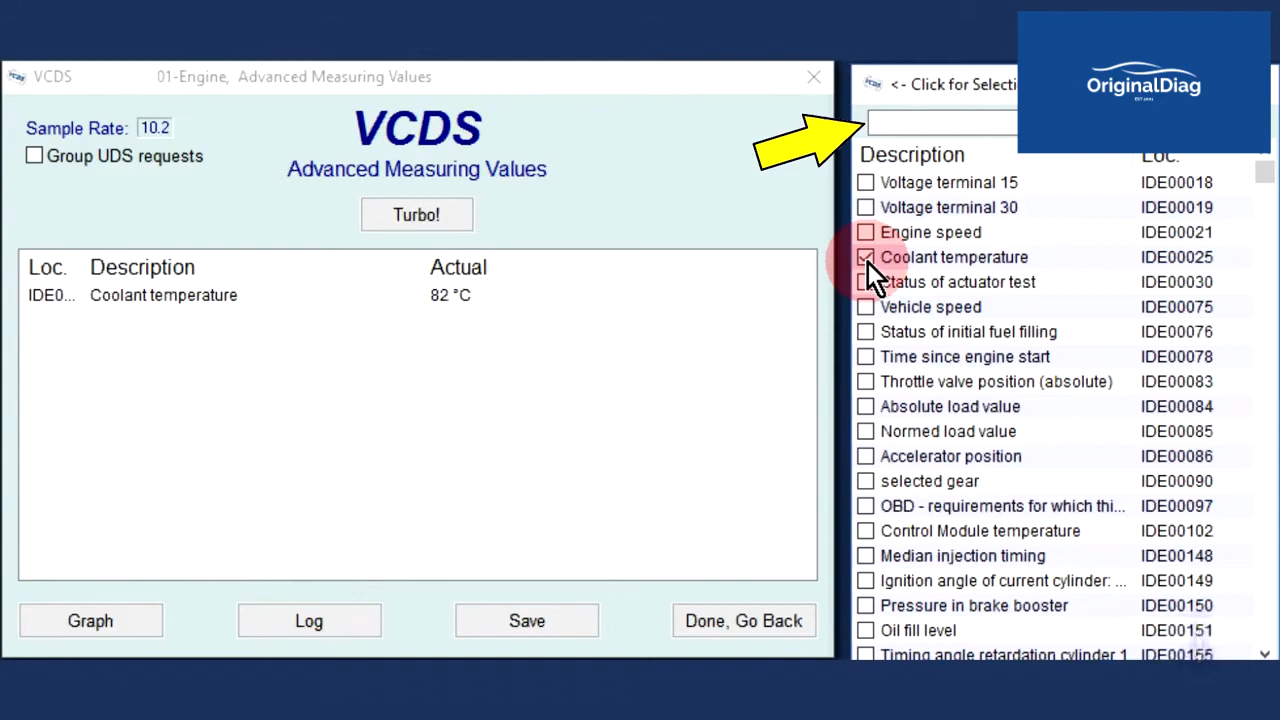 VCDS
01-Engine, Advanced Measuring Values
Sample Rate: 10.2
Group UDS requests
VCDS
Advanced Measuring Values
Turbo!
Loc. Description Actual
IDE0... Coolant temperature 82 °C
Graph
Log
Save
Done, Go Back
<- Click for Selecti
OriginalDiag
Description Loc.
Voltage terminal 15 IDE00018
Voltage terminal 30 IDE00019
Engine speed IDE00021
Coolant temperature IDE00025
Status of actuator test IDE00030
Vehicle speed IDE00075
Status of initial fuel filling IDE00076
Time since engine start IDE00078
Throttle valve position (absolute) IDE00083
Absolute load value IDE00084
Normed load value IDE00085
Accelerator position IDE00086
selected gear IDE00090
OBD - requirements for which thi... IDE00097
Control Module temperature IDE00102
Median injection timing IDE00148
Ignition angle of current cylinder: ... IDE00149
Pressure in brake booster IDE00150
Oil fill level IDE00151
Timing angle retardation cylinder 1 IDE00155